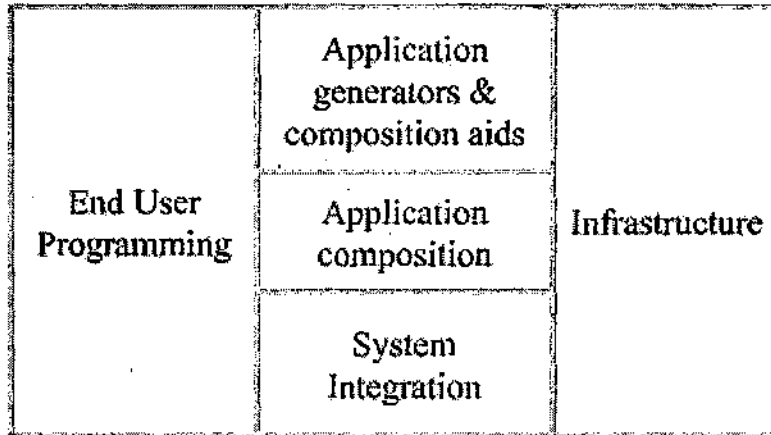 End User
Programming
Application
generators &
composition aids
Application
composition
System
Integration
Infrastructure